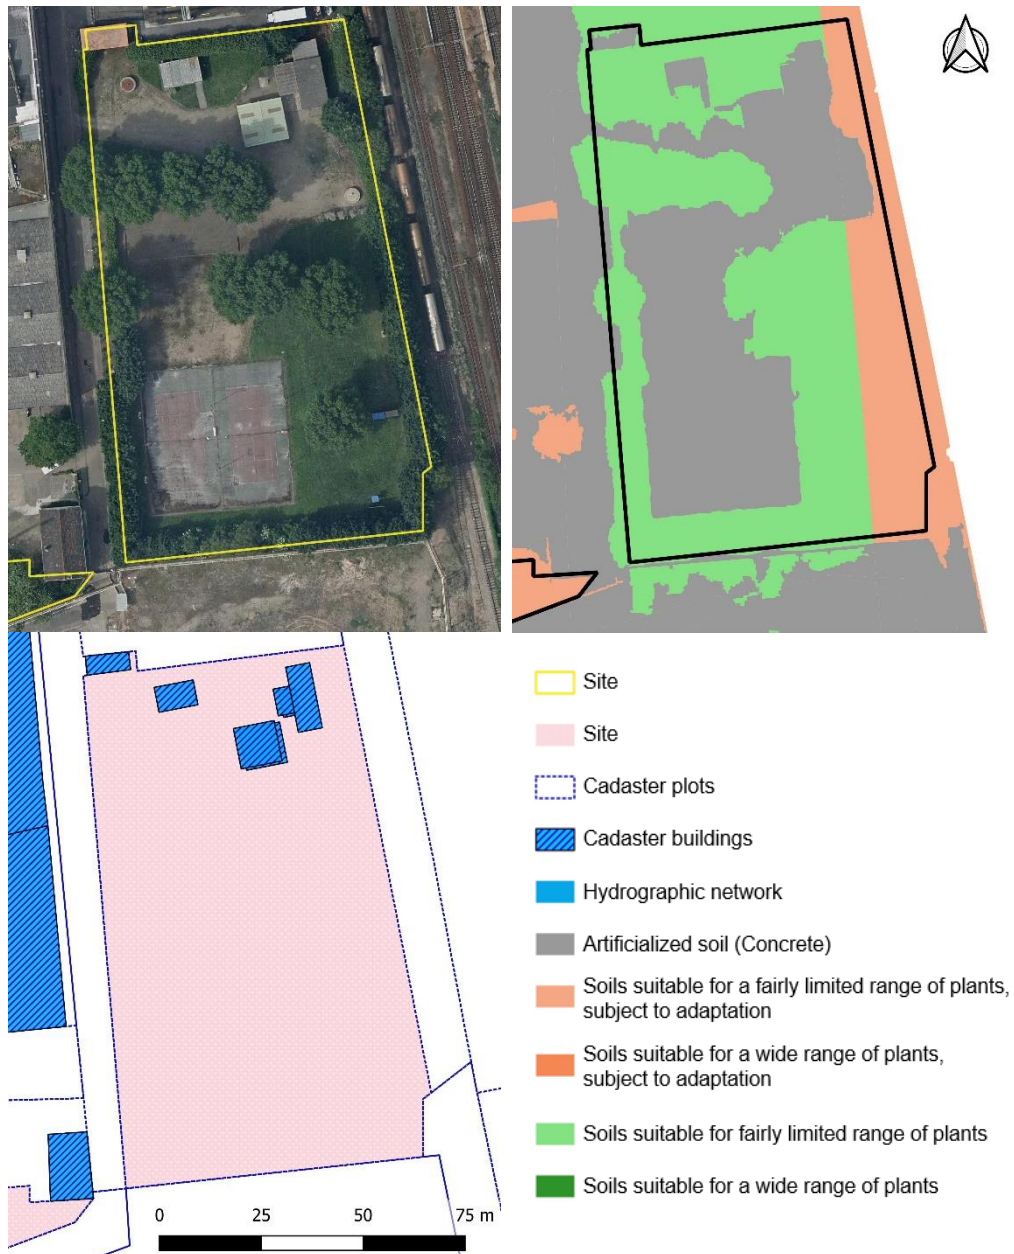 Site
Site
Cadaster plots
Cadaster buildings
Hydrographic network
Artificialized soil (Concrete)
Soils suitable for a fairly limited range of plants,
subject to adaptation
Soils suitable for a wide range of plants,
subject to adaptation
Soils suitable for fairly limited range of plants
Soils suitable for a wide range of plants
0 25 50 75 m